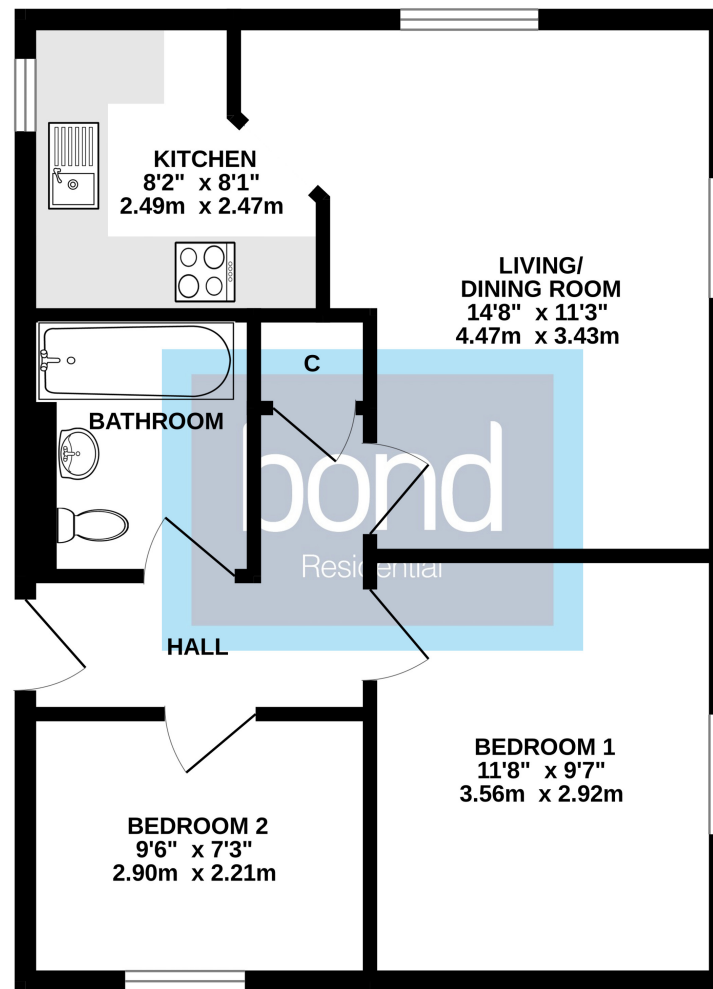 KITCHEN
8'2" x 8'1"
2.49m x 2.47m
LIVING/
DINING ROOM
14'8" x 11'3"
4.47m x 3.43m
C
BATHROOM
bond
Residential
HALL
BEDROOM 1
11'8" x 9'7"
3.56m x 2.92m
BEDROOM 2
9'6" x 7'3"
2.90m x 2.21m